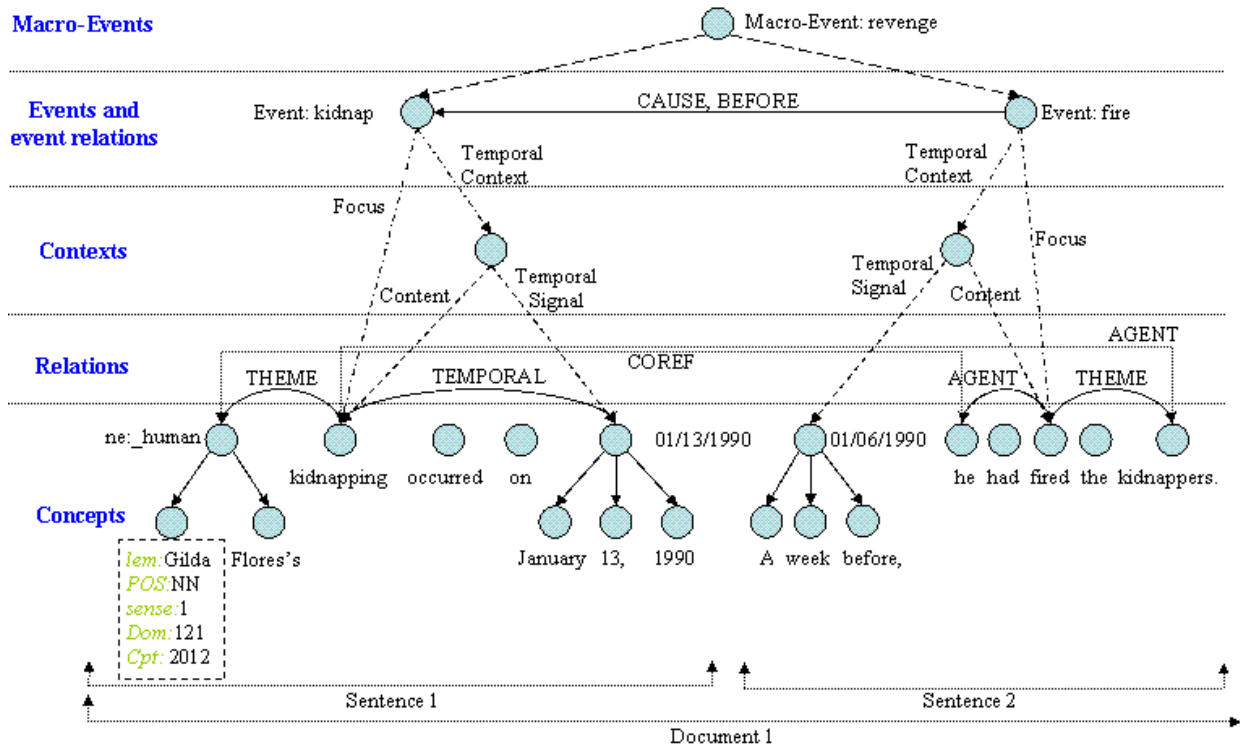 Macro-Events
Macro-Event: revenge
Events and
event relations
Event: kidnap
CAUSE, BEFORE
Event: fire
Temporal
Context
Temporal
Context
Focus
Focus
Contexts
Temporal
Signal
Content
Temporal
Signal
Content
Relations
AGENT
COREF
THEME
TEMPORAL
AGENT
THEME
ne:_human
01/13/1990
01/06/1990
kidnapping occurred on
he had fired the kidnappers.
Concepts
lem:Gilda
Flores's
January 13, 1990
A week before,
POS:NN
sense:1
Dom:121
Cpt: 2012
Sentence 1
Sentence 2
Document 1